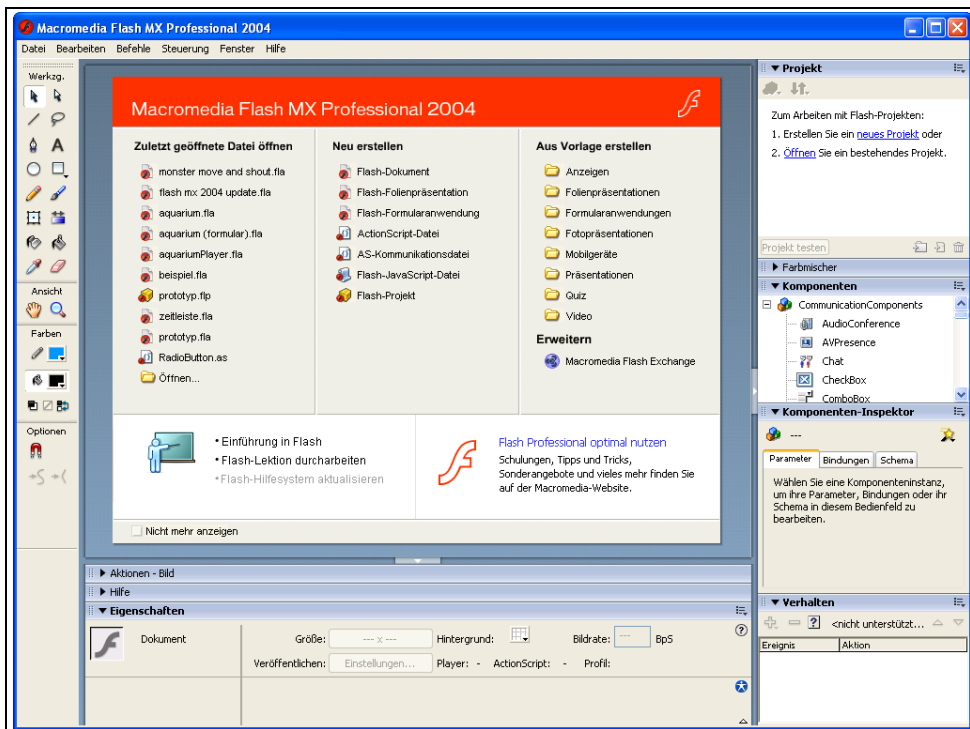 Macromedia Flash MX Professional 2004
Datei Bearbeiten Befehle Steuerung Fenster Hilfe
Werkzg.
Ansicht
Farben
Optionen
Macromedia Flash MX Professional 2004
Zuletzt geöffnete Datei öffnen
monster move and shout.fla
flash mx 2004 update.fla
aquarium.fla
aquarium (formular).fla
aquariumPlayer.fla
beispiel.fla
prototyp.flp
zeitleiste.fla
prototyp.fla
RadioButton.as
Öffnen...
Neu erstellen
Flash-Dokument
Flash-Folienpräsentation
Flash-Formularanwendung
ActionScript-Datei
AS-Kommunikationsdatei
Flash-JavaScript-Datei
Flash-Projekt
Aus Vorlage erstellen
Anzeigen
Folienpräsentationen
Formularanwendungen
Fotopräsentationen
Mobilgeräte
Präsentationen
Quiz
Video
Erweitern
Macromedia Flash Exchange
• Einführung in Flash
• Flash-Lektion durcharbeiten
• Flash-Hilfesystem aktualisieren
Flash Professional optimal nutzen
Schulungen, Tipps und Tricks,
Sonderangebote und vieles mehr finden Sie
auf der Macromedia-Website.
Nicht mehr anzeigen
Aktionen - Bild
Hilfe
Eigenschaften
Dokument
Größe: --- x --- Hintergrund: Bildrate: --- BpS
Veröffentlichen: Einstellungen... Player: - ActionScript: - Profil:
Projekt
Zum Arbeiten mit Flash-Projekten:
1. Erstellen Sie ein neues Projekt oder
2. Öffnen Sie ein bestehendes Projekt.
Projekt testen
Farbmischer
Komponenten
CommunicationComponents
AudioConference
AVPresence
Chat
CheckBox
ComboBox
Komponenten-Inspektor
---
Parameter Bindungen Schema
Wählen Sie eine Komponenteninstanz,
um ihre Parameter, Bindungen oder ihr
Schema in diesem Bedienfeld zu
bearbeiten.
Verhalten
<nicht unterstützt...
Ereignis Aktion